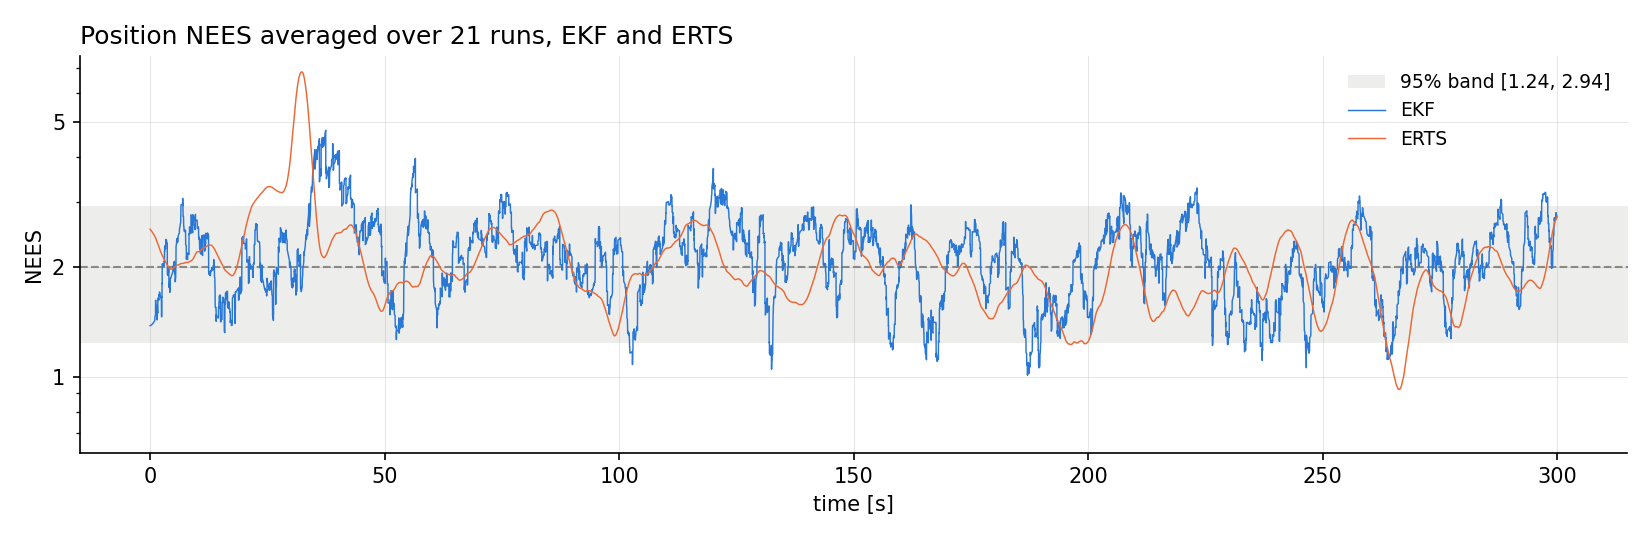 Position NEES averaged over 21 runs, EKF and ERTS
95% band [1.24, 2.94]
EKF
ERTS
NEES
5
2
1
0 50 100 150 200 250 300
time [s]